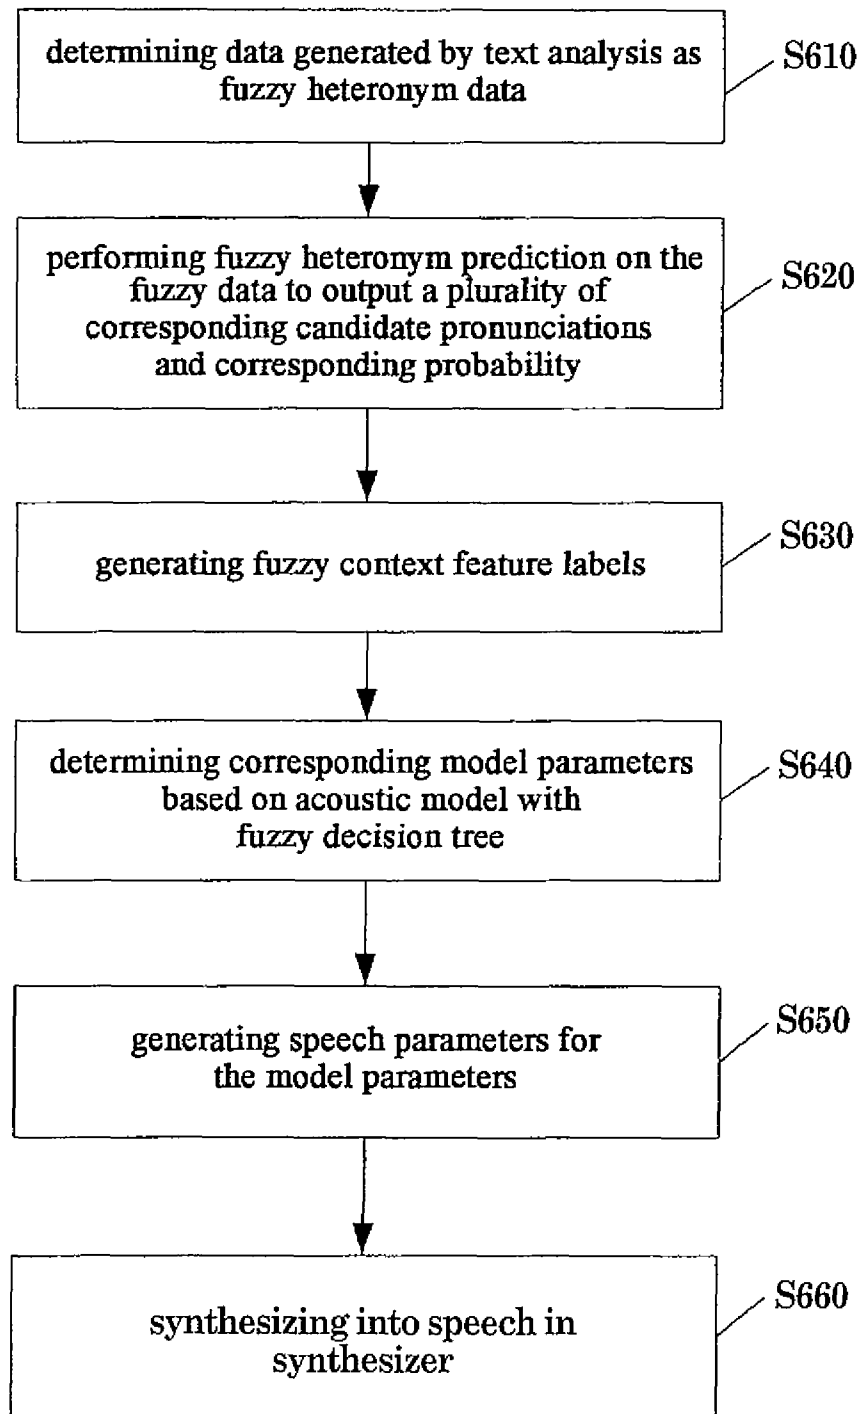 determining data generated by text analysis as
fuzzy heteronym data
S610
performing fuzzy heteronym prediction on the
fuzzy data to output a plurality of
corresponding candidate pronunciations
and corresponding probability
S620
generating fuzzy context feature labels
S630
determining corresponding model parameters
based on acoustic model with
fuzzy decision tree
S640
generating speech parameters for
the model parameters
S650
synthesizing into speech in
synthesizer
S660